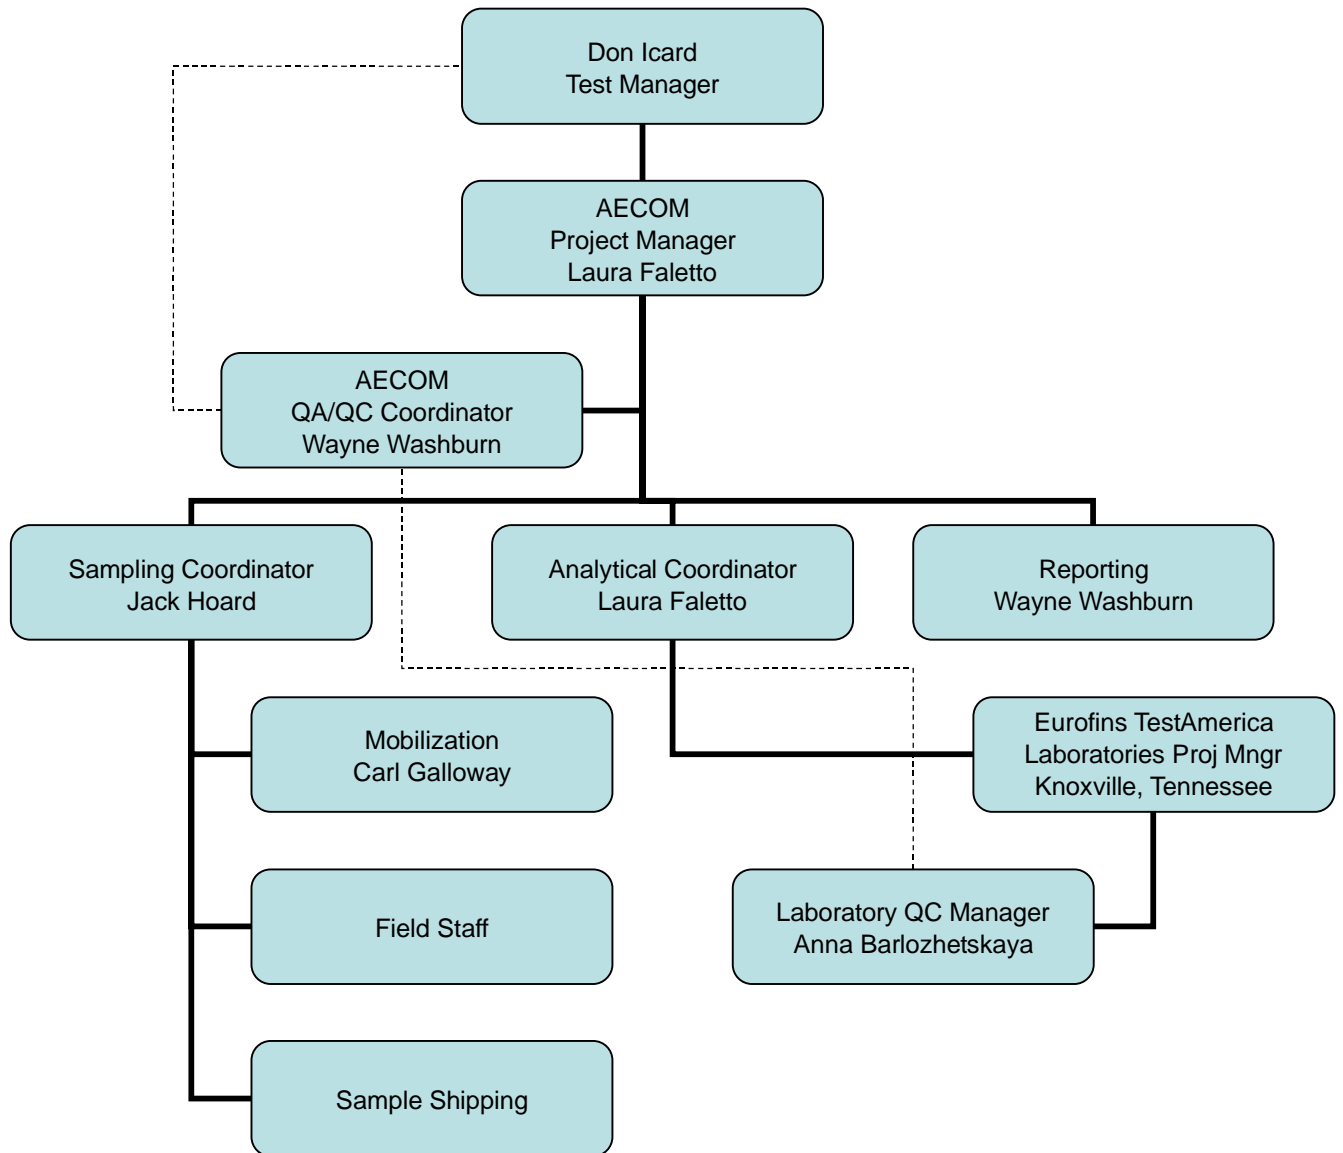 Don Icard
Test Manager
AECOM
Project Manager
Laura Faletto
AECOM
QA/QC Coordinator
Wayne Washburn
Sampling Coordinator
Jack Hoard
Analytical Coordinator
Laura Faletto
Reporting
Wayne Washburn
Mobilization
Carl Galloway
Eurofins TestAmerica
Laboratories Proj Mngr
Knoxville, Tennessee
Field Staff
Laboratory QC Manager
Anna Barlozhetskaya
Sample Shipping